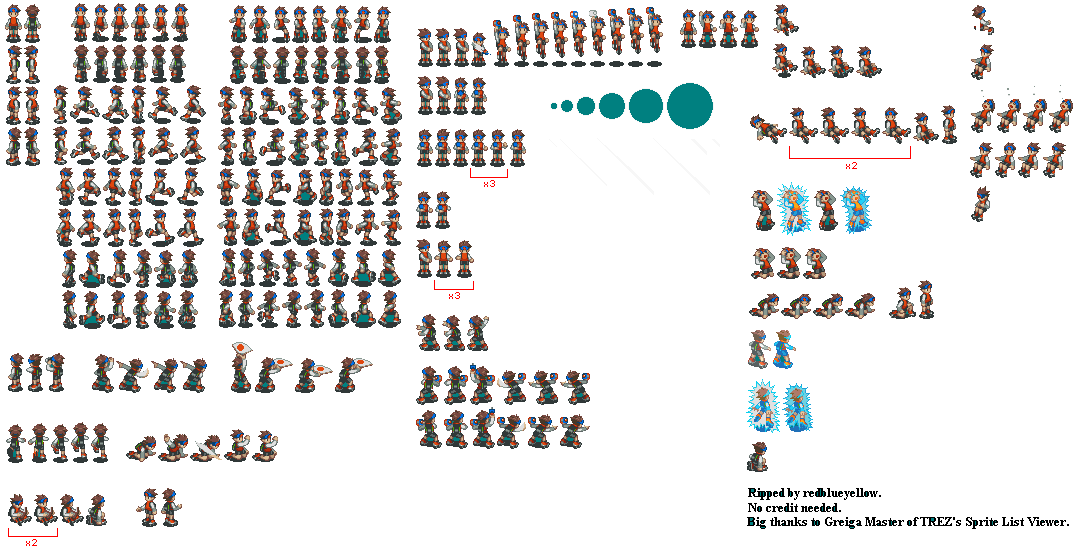 x3
x2
x3
x2
Ripped by redblueyellow.
No credit needed.
Big thanks to Greiga Master of TREZ's Sprite List Viewer.